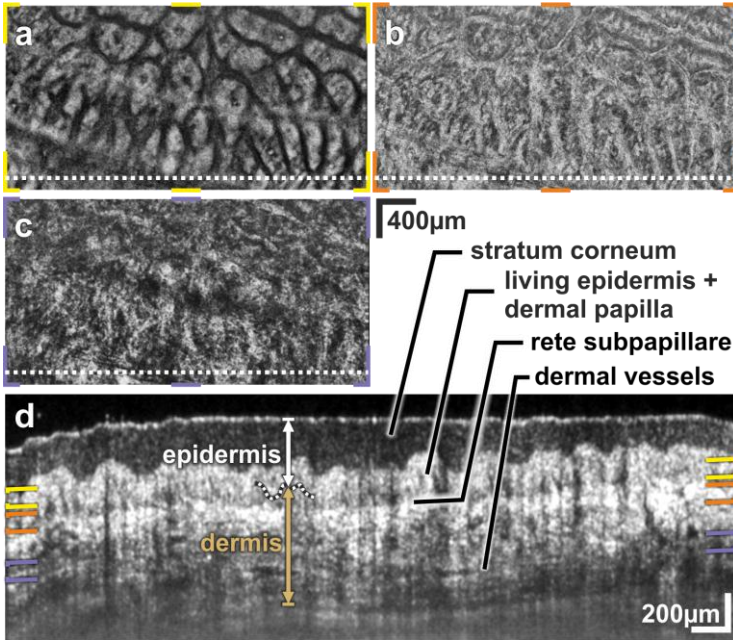 a
b
c
400µm
stratum corneum
living epidermis +
dermal papilla
rete subpapillare
dermal vessels
d
epidermis
dermis
200µm